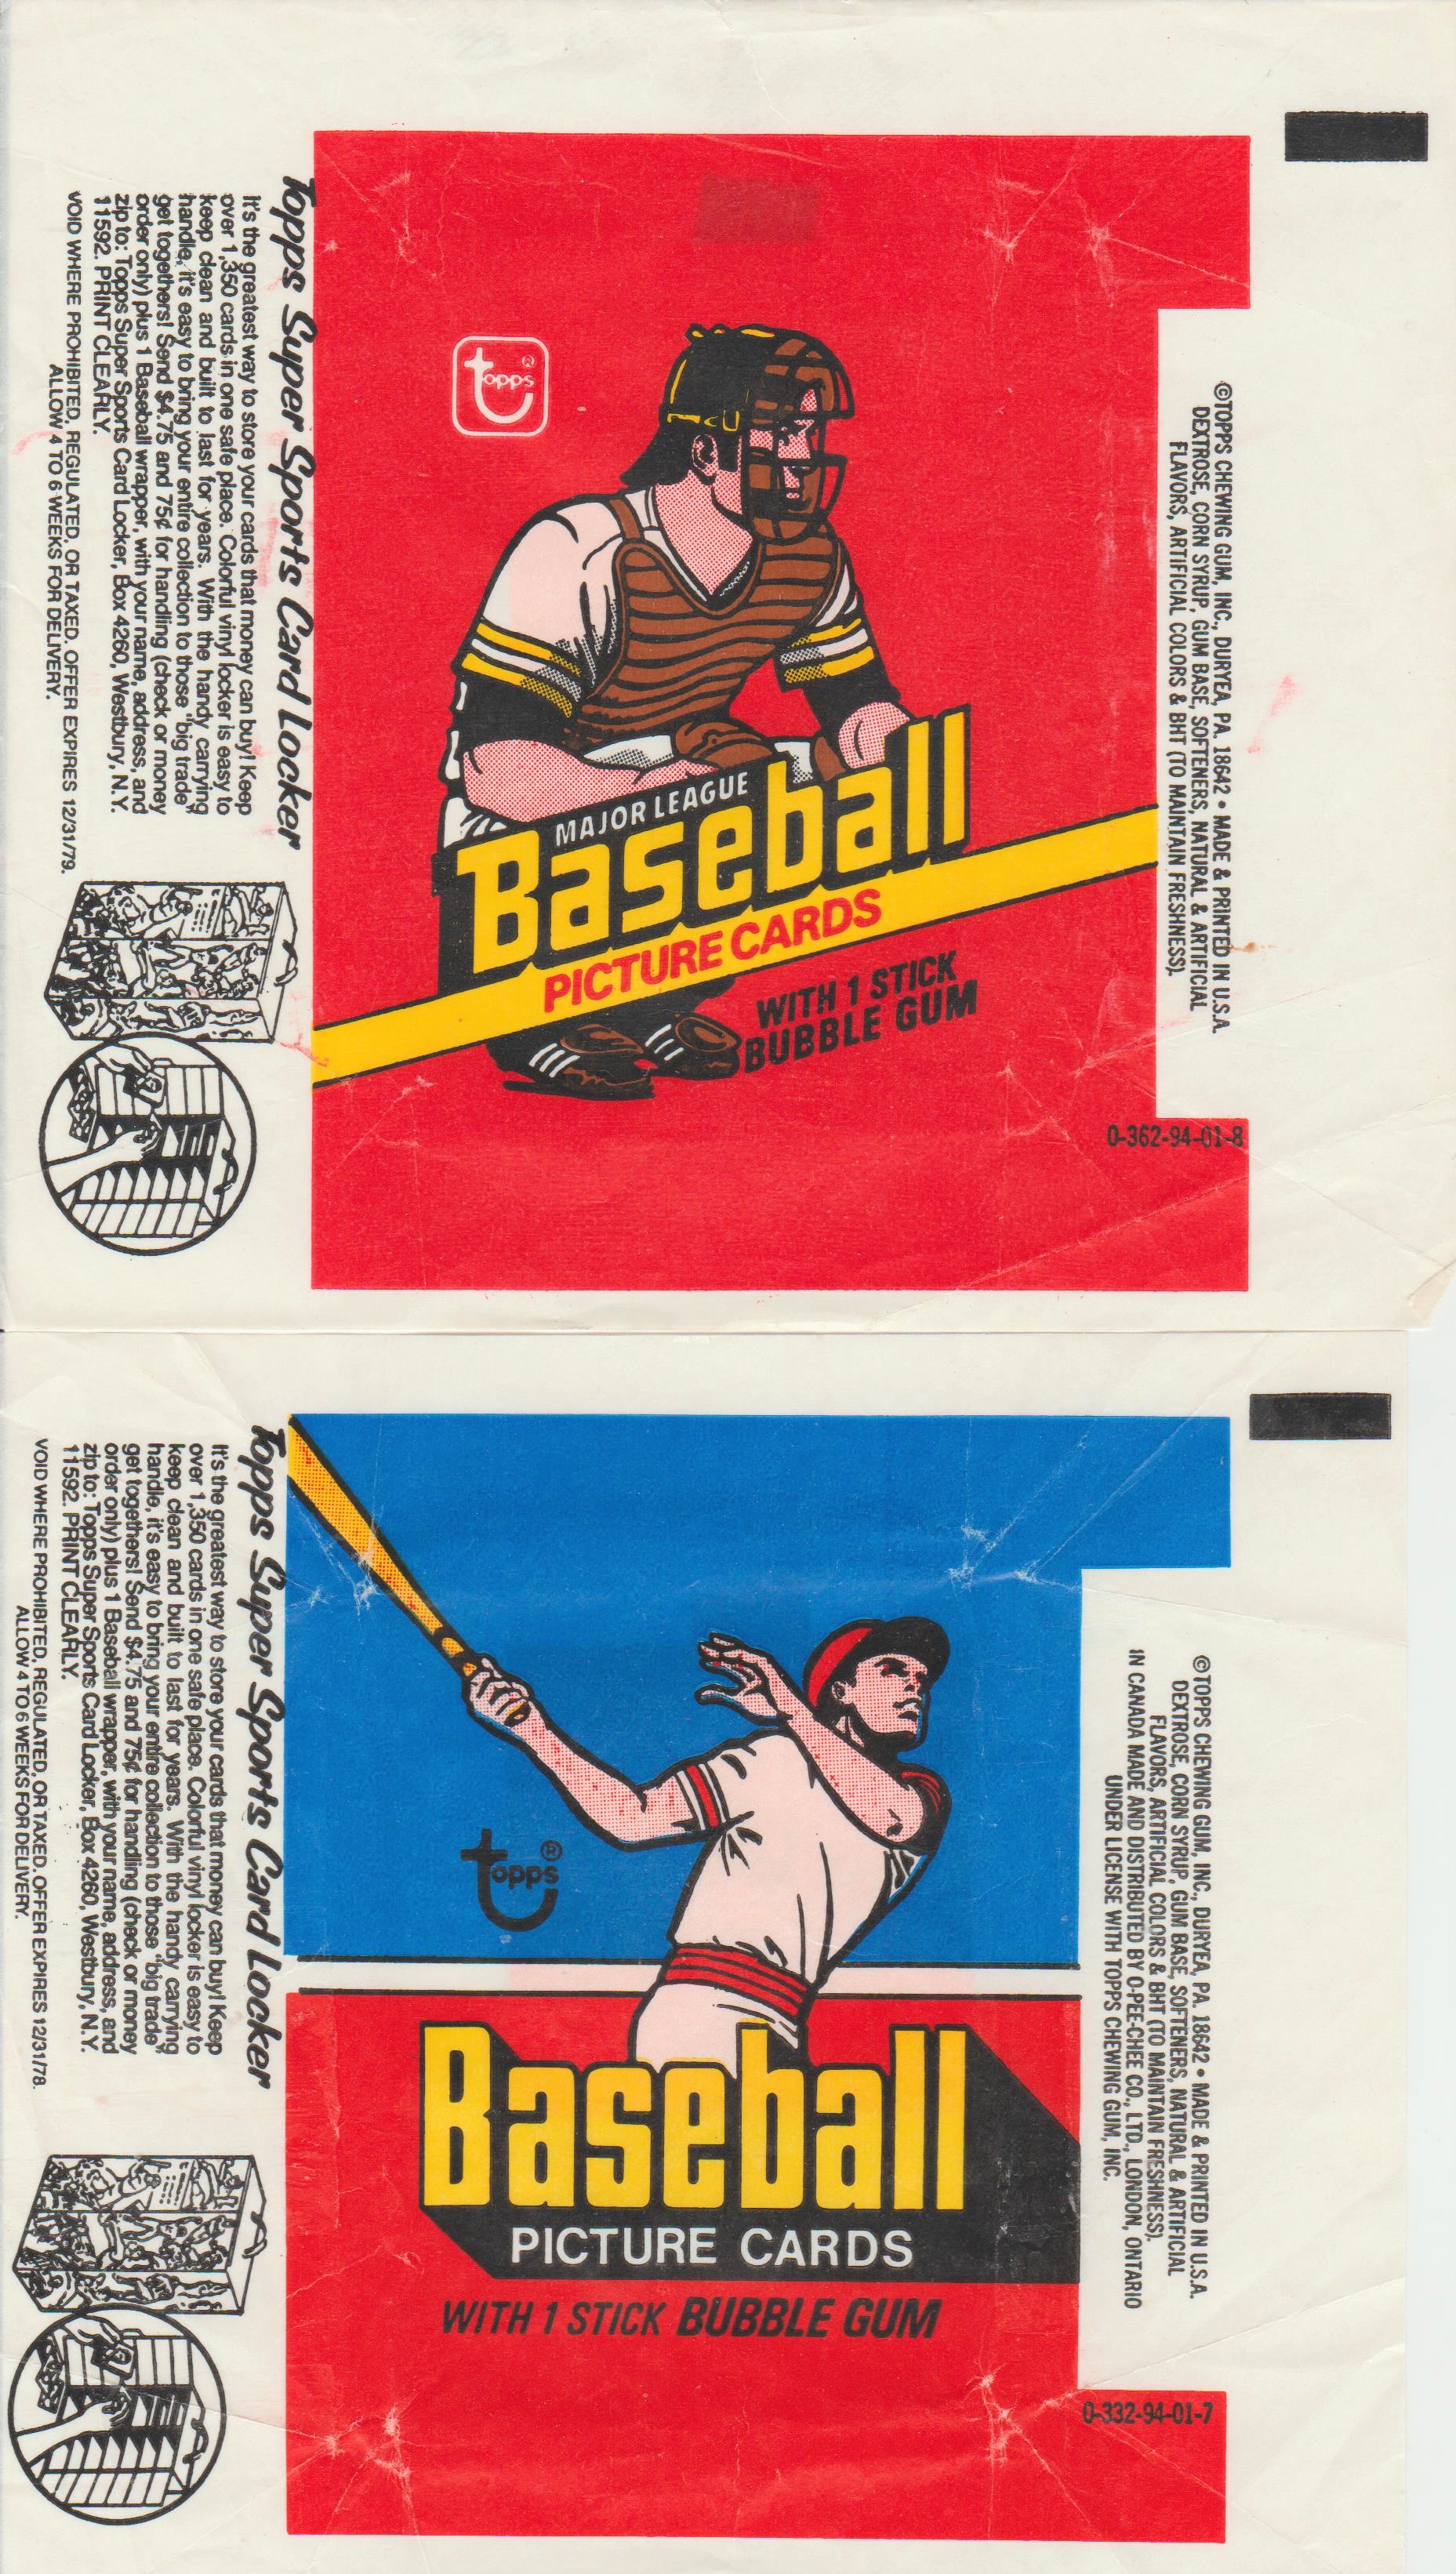 topps®
MAJOR LEAGUE
Baseball
PICTURE CARDS
WITH 1 STICK
BUBBLE GUM
©TOPPS CHEWING GUM, INC., DURYEA, PA. 18642 • MADE & PRINTED IN U.S.A.
DEXTROSE, CORN SYRUP, GUM BASE, SOFTENERS, NATURAL & ARTIFICIAL
FLAVORS, ARTIFICIAL COLORS & BHT (TO MAINTAIN FRESHNESS).
0-362-94-01-8
Topps Super Sports Card Locker
It's the greatest way to store your cards that money can buy! Keep
over 1,350 cards in one safe place. Colorful vinyl locker is easy to
keep clean and built to last for years. With the handy carrying
handle, it's easy to bring your entire collection to those "big trade"
get togethers! Send $4.75 and 75¢ for handling (check or money
order only) plus 1 Baseball wrapper, with your name, address, and
zip to: Topps Super Sports Card Locker, Box 4260, Westbury, N.Y.
11592. PRINT CLEARLY.
VOID WHERE PROHIBITED, REGULATED, OR TAXED. OFFER EXPIRES 12/31/79.
ALLOW 4 TO 6 WEEKS FOR DELIVERY.
topps®
Baseball
PICTURE CARDS
WITH 1 STICK BUBBLE GUM
©TOPPS CHEWING GUM, INC., DURYEA, PA. 18642 • MADE & PRINTED IN U.S.A.
DEXTROSE, CORN SYRUP, GUM BASE, SOFTENERS, NATURAL & ARTIFICIAL
FLAVORS, ARTIFICIAL COLORS & BHT (TO MAINTAIN FRESHNESS).
IN CANADA MADE AND DISTRIBUTED BY O-PEE-CHEE CO., LTD., LONDON, ONTARIO
UNDER LICENSE WITH TOPPS CHEWING GUM, INC.
0-332-94-01-7
Topps Super Sports Card Locker
It's the greatest way to store your cards that money can buy! Keep
over 1,350 cards in one safe place. Colorful vinyl locker is easy to
keep clean and built to last for years. With the handy carrying
handle, it's easy to bring your entire collection to those "big trade"
get togethers! Send $4.75 and 75¢ for handling (check or money
order only) plus 1 Baseball wrapper, with your name, address, and
zip to: Topps Super Sports Card Locker, Box 4260, Westbury, N.Y.
11592. PRINT CLEARLY.
VOID WHERE PROHIBITED, REGULATED, OR TAXED. OFFER EXPIRES 12/31/78.
ALLOW 4 TO 6 WEEKS FOR DELIVERY.